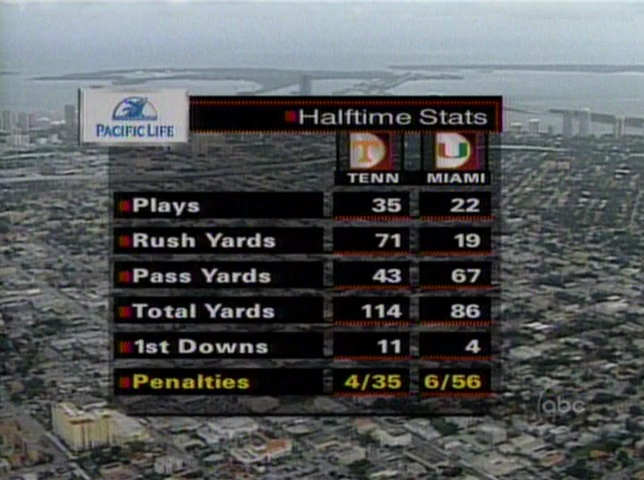 PACIFIC LIFE
Halftime Stats
T U
TENN MIAMI
Plays 35 22
Rush Yards 71 19
Pass Yards 43 67
Total Yards 114 86
1st Downs 11 4
Penalties 4/35 6/56
abc